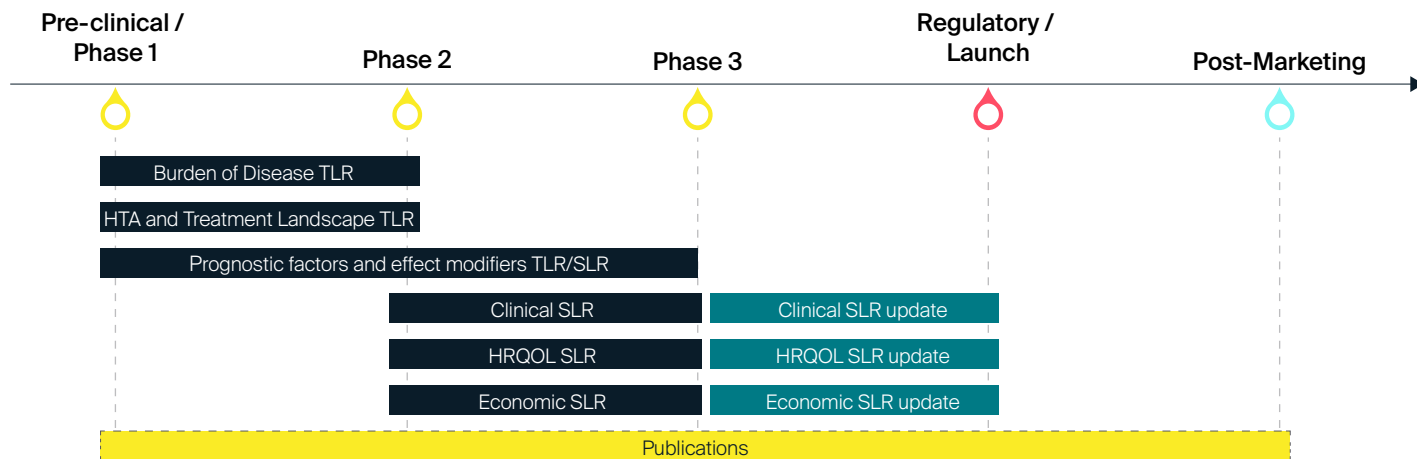 Pre-clinical /
Phase 1
Phase 2
Phase 3
Regulatory /
Launch
Post-Marketing
Burden of Disease TLR
HTA and Treatment Landscape TLR
Prognostic factors and effect modifiers TLR/SLR
Clinical SLR
Clinical SLR update
HRQOL SLR
HRQOL SLR update
Economic SLR
Economic SLR update
Publications